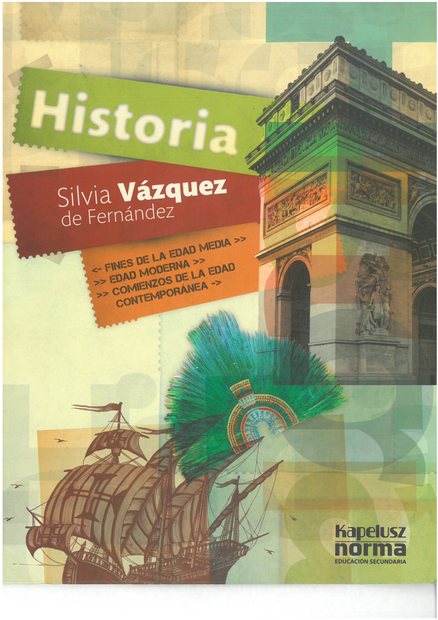 Historia
Silvia Vázquez
de Fernández
<- FINES DE LA EDAD MEDIA >>
>> EDAD MODERNA >>
>> COMIENZOS DE LA EDAD
CONTEMPORÁNEA ->
Kapelusz
norma
EDUCACIÓN SECUNDARIA